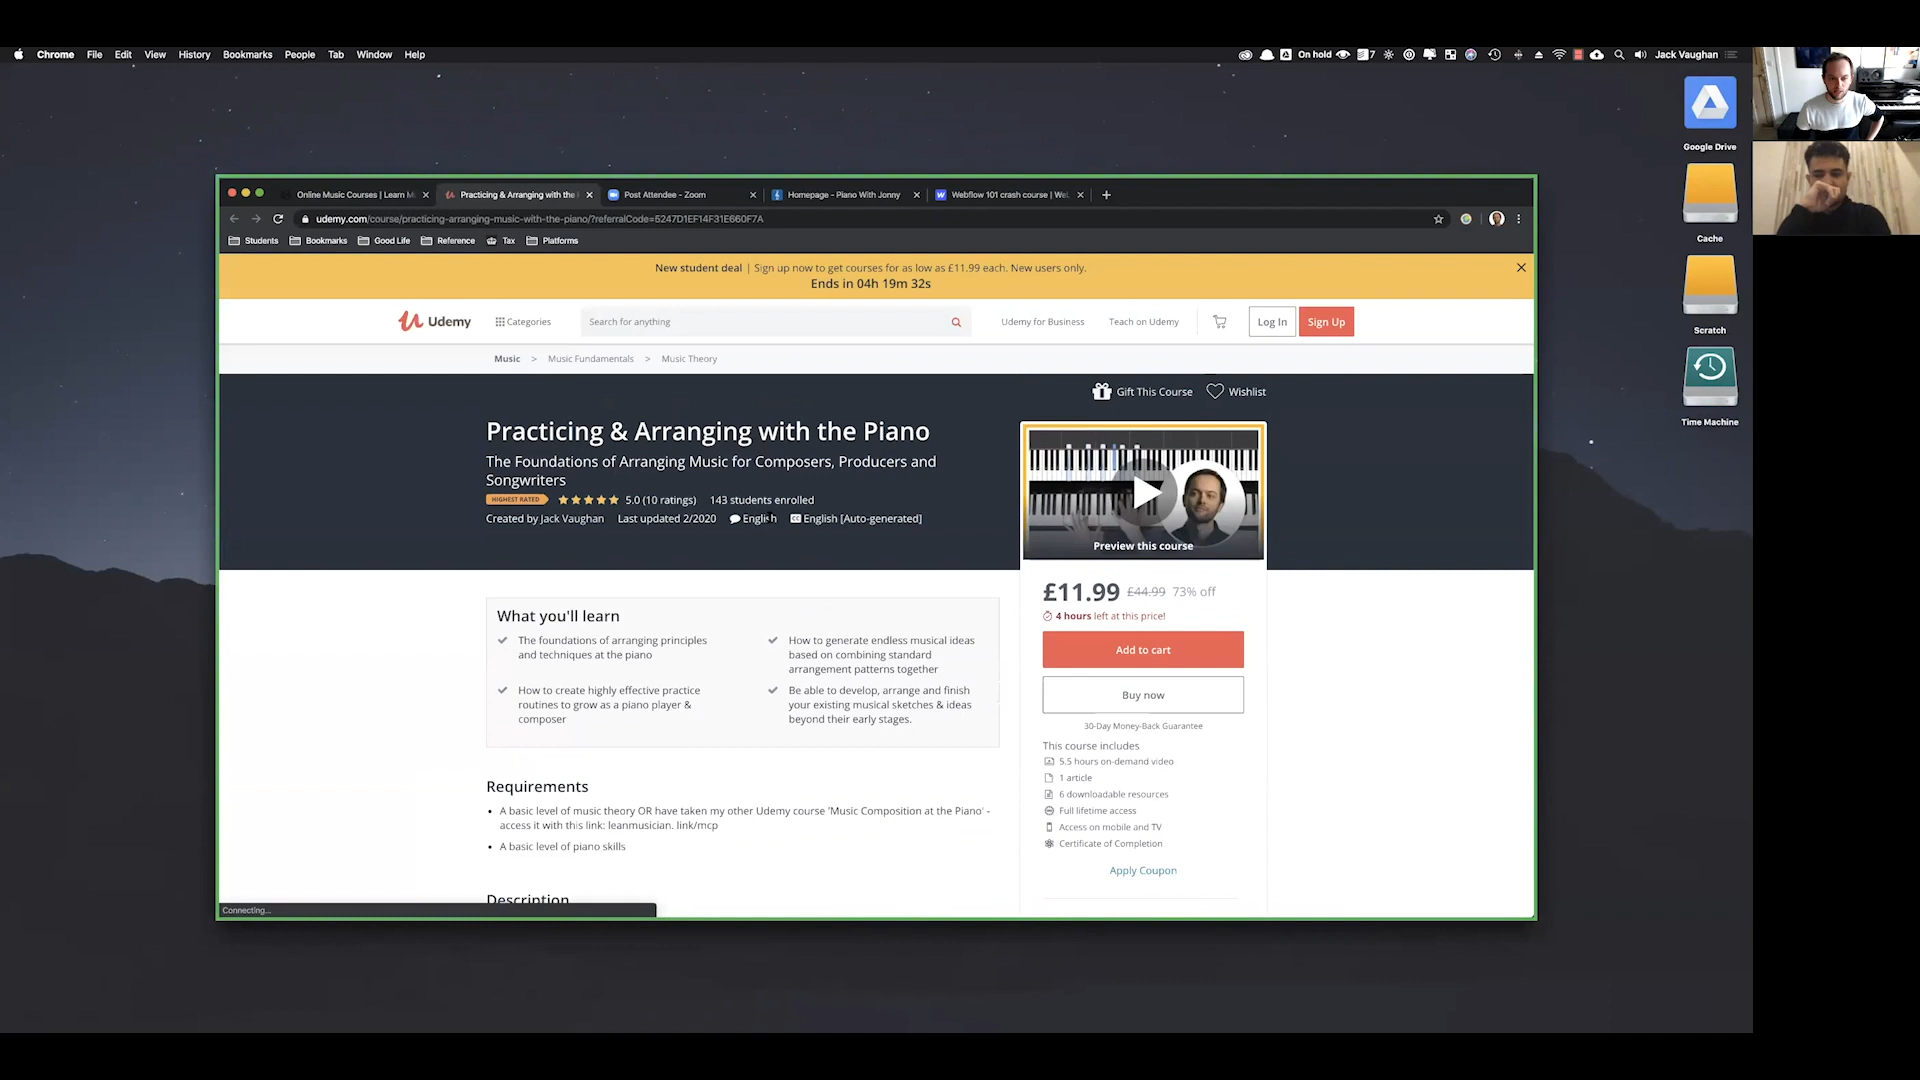 Chrome File Edit View History Bookmarks People Tab Window Help
On hold 7 Jack Vaughan
Google Drive
Cache
Scratch
Time Machine
Online Music Courses | Learn M
Practicing & Arranging with the
Post Attendee - Zoom
Homepage - Piano With Jonny
Webflow 101 crash course | We
udemy.com/course/practicing-arranging-music-with-the-piano/?referralCode=5247D1EF14F31E660F7A
Students Bookmarks Good Life Reference Tax Platforms
New student deal | Sign up now to get courses for as low as £11.99 each. New users only.
Ends in 04h 19m 32s
Udemy Categories Search for anything Udemy for Business Teach on Udemy Log In Sign Up
Music > Music Fundamentals > Music Theory
Gift This Course Wishlist
Practicing & Arranging with the Piano
The Foundations of Arranging Music for Composers, Producers and
Songwriters
HIGHEST RATED 5.0 (10 ratings) 143 students enrolled
Created by Jack Vaughan Last updated 2/2020 English English [Auto-generated]
Preview this course
£11.99 £44.99 73% off
4 hours left at this price!
Add to cart
Buy now
30-Day Money-Back Guarantee
This course includes
5.5 hours on-demand video
1 article
6 downloadable resources
Full lifetime access
Access on mobile and TV
Certificate of Completion
Apply Coupon
What you'll learn
The foundations of arranging principles
and techniques at the piano
How to create highly effective practice
routines to grow as a piano player &
composer
How to generate endless musical ideas
based on combining standard
arrangement patterns together
Be able to develop, arrange and finish
your existing musical sketches & ideas
beyond their early stages.
Requirements
• A basic level of music theory OR have taken my other Udemy course 'Music Composition at the Piano' -
access it with this link: leanmusician. link/mcp
• A basic level of piano skills
Description
Connecting...